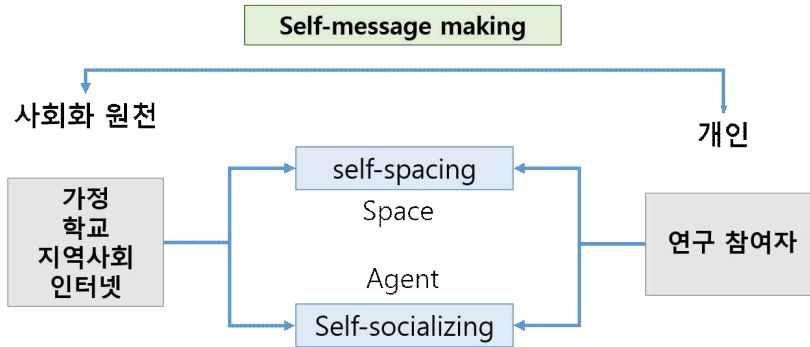 Self-message making
사회화 원천
개인
self-spacing
가정
학교
지역사회
인터넷
Space
연구 참여자
Agent
Self-socializing